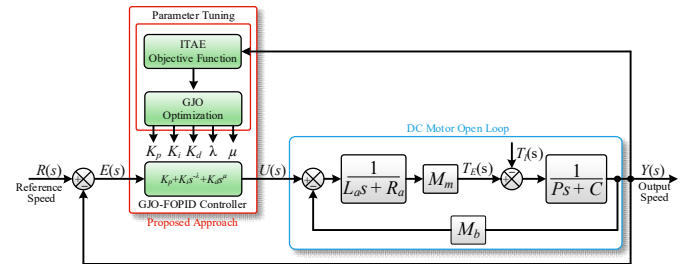 Parameter Tuning
ITAE
Objective Function
GJO
Optimization
K_p K_i K_d λ μ
DC Motor Open Loop
R(s)
Reference
Speed
+
-
E(s)
K_p+K_is^{-λ}+K_ds^μ
GJO-FOPID Controller
Proposed Approach
U(s)
+
-
1
L_as + R_a
M_m
T_E(s)
T_l(s)
-
+
1
Ps + C
Y(s)
Output
Speed
M_b